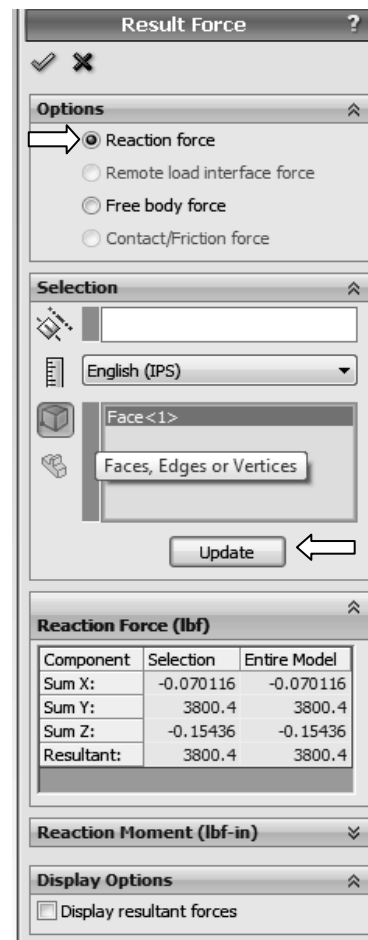 Result Force ?
Options
Reaction force
Remote load interface force
Free body force
Contact/Friction force
Selection
English (IPS)
Face<1>
Faces, Edges or Vertices
Update
Reaction Force (lbf)
Component Selection Entire Model
Sum X: -0.070116 -0.070116
Sum Y: 3800.4 3800.4
Sum Z: -0.15436 -0.15436
Resultant: 3800.4 3800.4
Reaction Moment (lbf-in)
Display Options
Display resultant forces